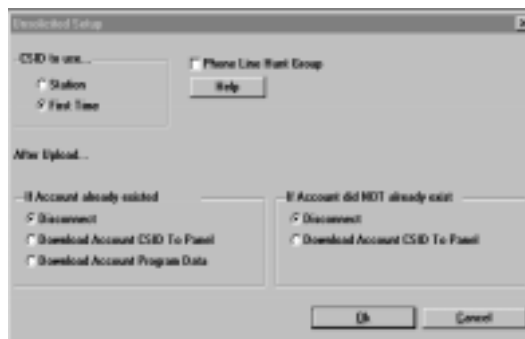 Unsolicited Setup
CSID to use...
Station
First Time
Phone Line Hunt Group
Help
After Upload...
If Account already existed
Disconnect
Download Account CSID To Panel
Download Account Program Data
If Account did NOT already exist
Disconnect
Download Account CSID To Panel
Ok
Cancel